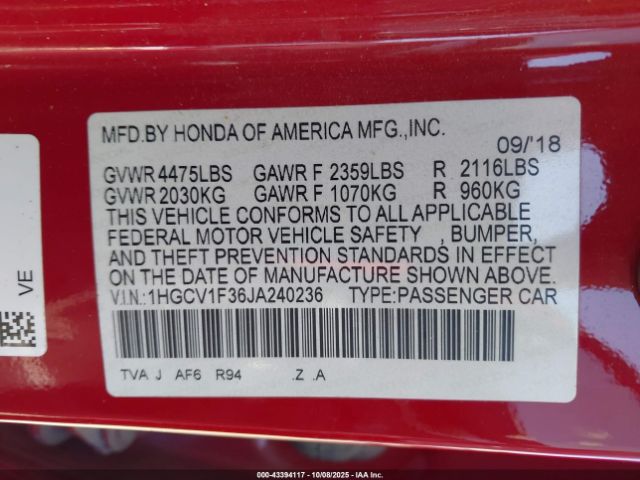 MFD.BY HONDA OF AMERICA MFG.,INC.
09/'18
GVWR 4475LBS GAWR F 2359LBS R 2116LBS
GVWR 2030KG GAWR F 1070KG R 960KG
THIS VEHICLE CONFORMS TO ALL APPLICABLE
FEDERAL MOTOR VEHICLE SAFETY , BUMPER,
AND THEFT PREVENTION STANDARDS IN EFFECT
ON THE DATE OF MANUFACTURE SHOWN ABOVE.
V.I.N.:1HGCV1F36JA240236 TYPE:PASSENGER CAR
TVA J AF6 R94 .Z .A
VE
000-43394117 - 10/08/2025 - IAA Inc.